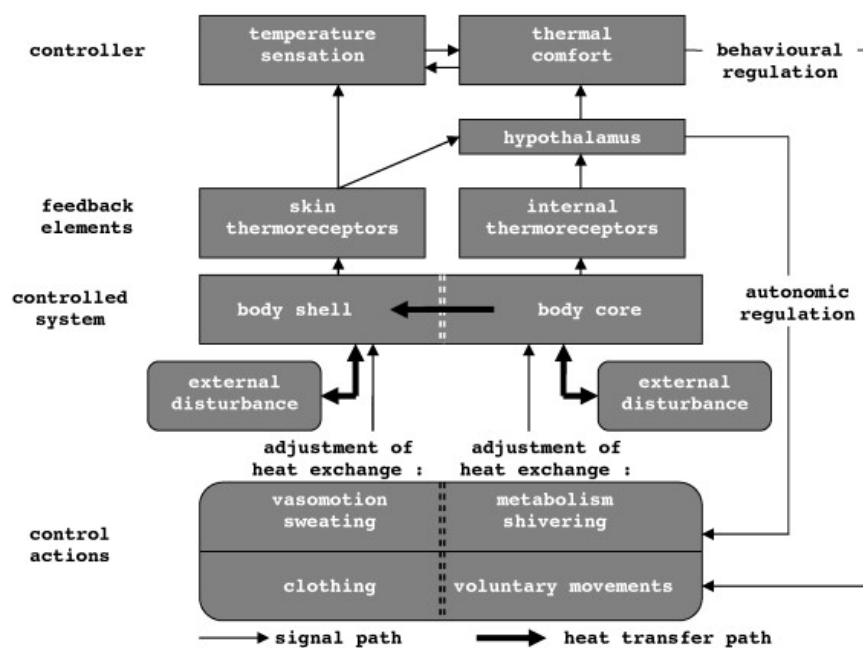 controller
temperature
sensation
thermal
comfort
behavioural
regulation
hypothalamus
feedback
elements
skin
thermoreceptors
internal
thermoreceptors
controlled
system
body shell
body core
autonomic
regulation
external
disturbance
external
disturbance
adjustment of
heat exchange :
adjustment of
heat exchange :
control
actions
vasomotion
sweating
metabolism
shivering
clothing
voluntary movements
signal path
heat transfer path